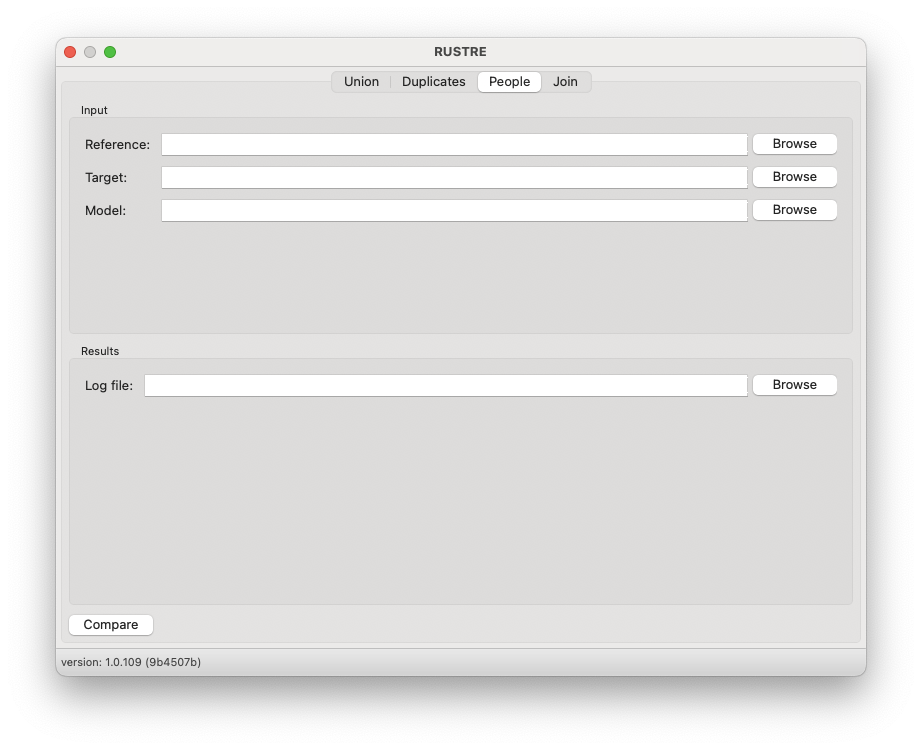 RUSTRE
Union Duplicates People Join
Input
Reference: Browse
Target: Browse
Model: Browse
Results
Log file: Browse
Compare
version: 1.0.109 (9b4507b)